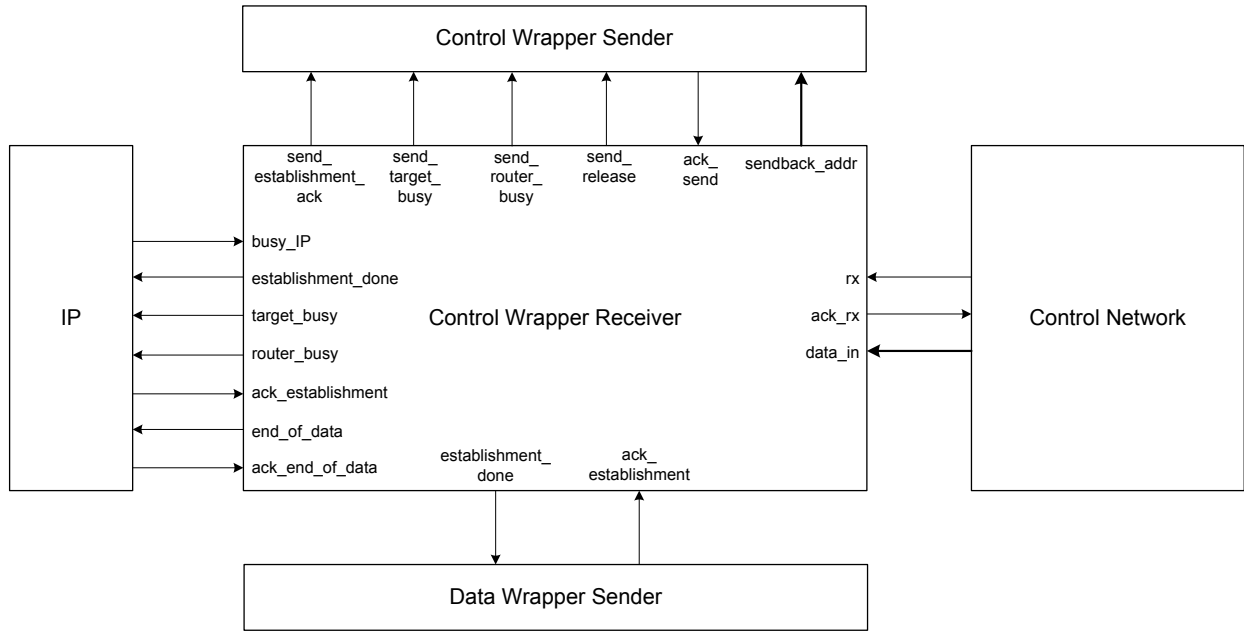 Control Wrapper Sender
send_
establishment_
ack
send_
target_
busy
send_
router_
busy
send_
release
ack_
send
sendback_addr
busy_IP
establishment_done
target_busy
router_busy
ack_establishment
end_of_data
ack_end_of_data
IP
Control Wrapper Receiver
rx
ack_rx
data_in
Control Network
establishment_
done
ack_
establishment
Data Wrapper Sender